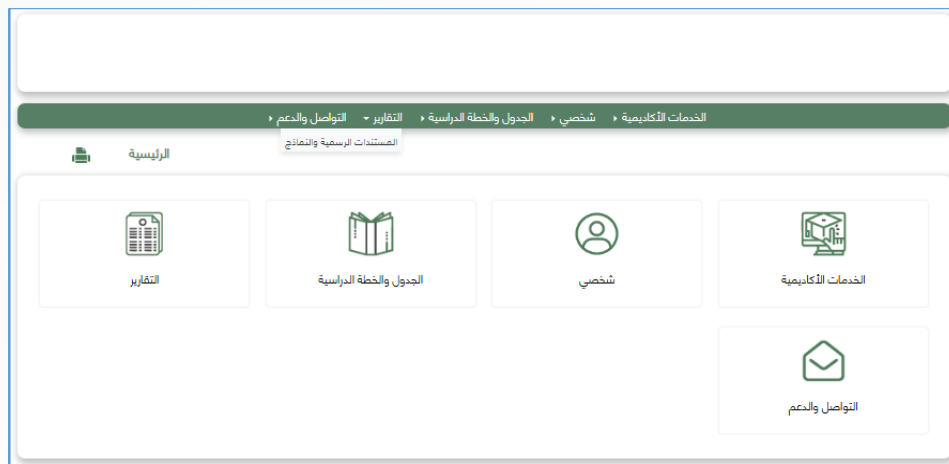 الخدمات الأكاديمية شخصي الجدول والخطة الدراسية التقارير التواصل والدعم
المستندات الرسمية والنماذج
الرئيسية
الخدمات الأكاديمية
شخصي
الجدول والخطة الدراسية
التقارير
التواصل والدعم